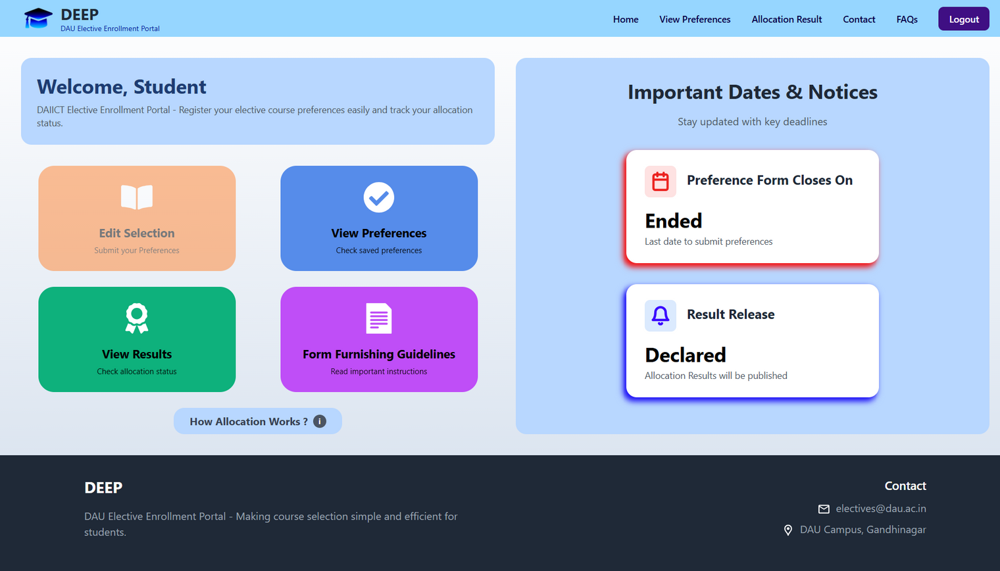 DEEP
DAU Elective Enrollment Portal
Home
View Preferences
Allocation Result
Contact
FAQs
Logout
Welcome, Student
DAIICT Elective Enrollment Portal - Register your elective course preferences easily and track your allocation
status.
Edit Selection
Submit your Preferences
View Preferences
Check saved preferences
View Results
Check allocation status
Form Furnishing Guidelines
Read important instructions
How Allocation Works ? i
Important Dates & Notices
Stay updated with key deadlines
Preference Form Closes On
Ended
Last date to submit preferences
Result Release
Declared
Allocation Results will be published
DEEP
DAU Elective Enrollment Portal - Making course selection simple and efficient for
students.
Contact
electives@dau.ac.in
DAU Campus, Gandhinagar